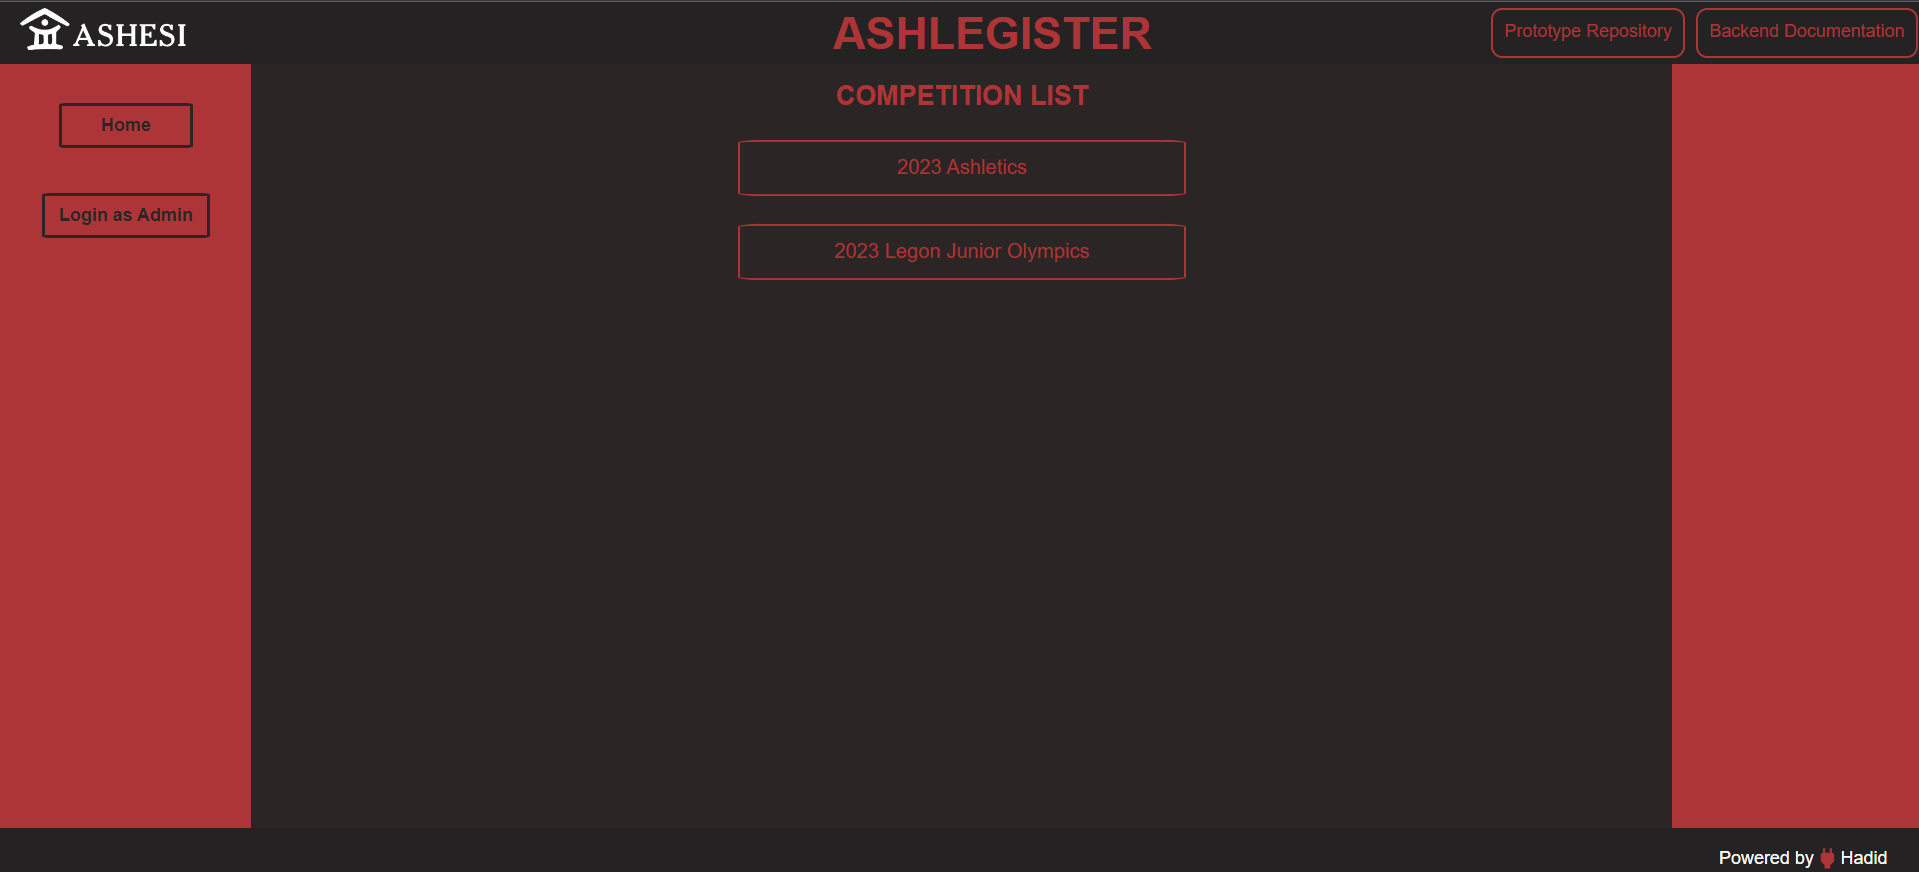 ASHESI
ASHLEGISTER
Prototype Repository
Backend Documentation
Home
Login as Admin
COMPETITION LIST
2023 Ashletics
2023 Legon Junior Olympics
Powered by Hadid